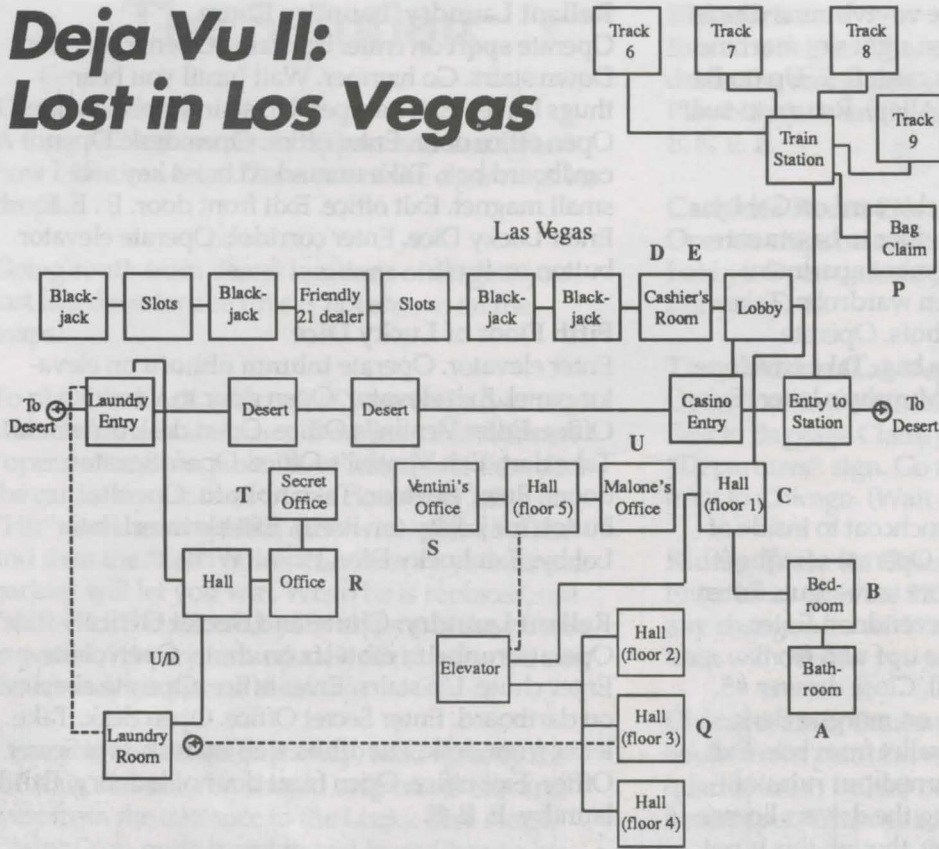 Deja Vu II:
Lost in Las Vegas
Track
6
Track
7
Track
Track
9
Train
Station
Bag
Claim
Las Vegas
D
E
P
Black-
jack
Slots
Black-
jack
Friendly
21 dealer
Slots
Black-
jack
Black-
jack
Cashier's
Room
Lobby
To
Desert
Laundry
Entry
Desert
Desert
Casino
Entry
Entry to
Station
To
Desert
U
T
Secret
Office
Ventini's
Office
Hall
(floor 5)
Malone's
Office
Hall
(floor 1)
C
S
Hall
Office
R
Bed-
room
B
U/D
Elevator
Hall
(floor 2)
Bath-
room
A
Laundry
Room
Hall
(floor 3)
Q
Hall
(floor 4)